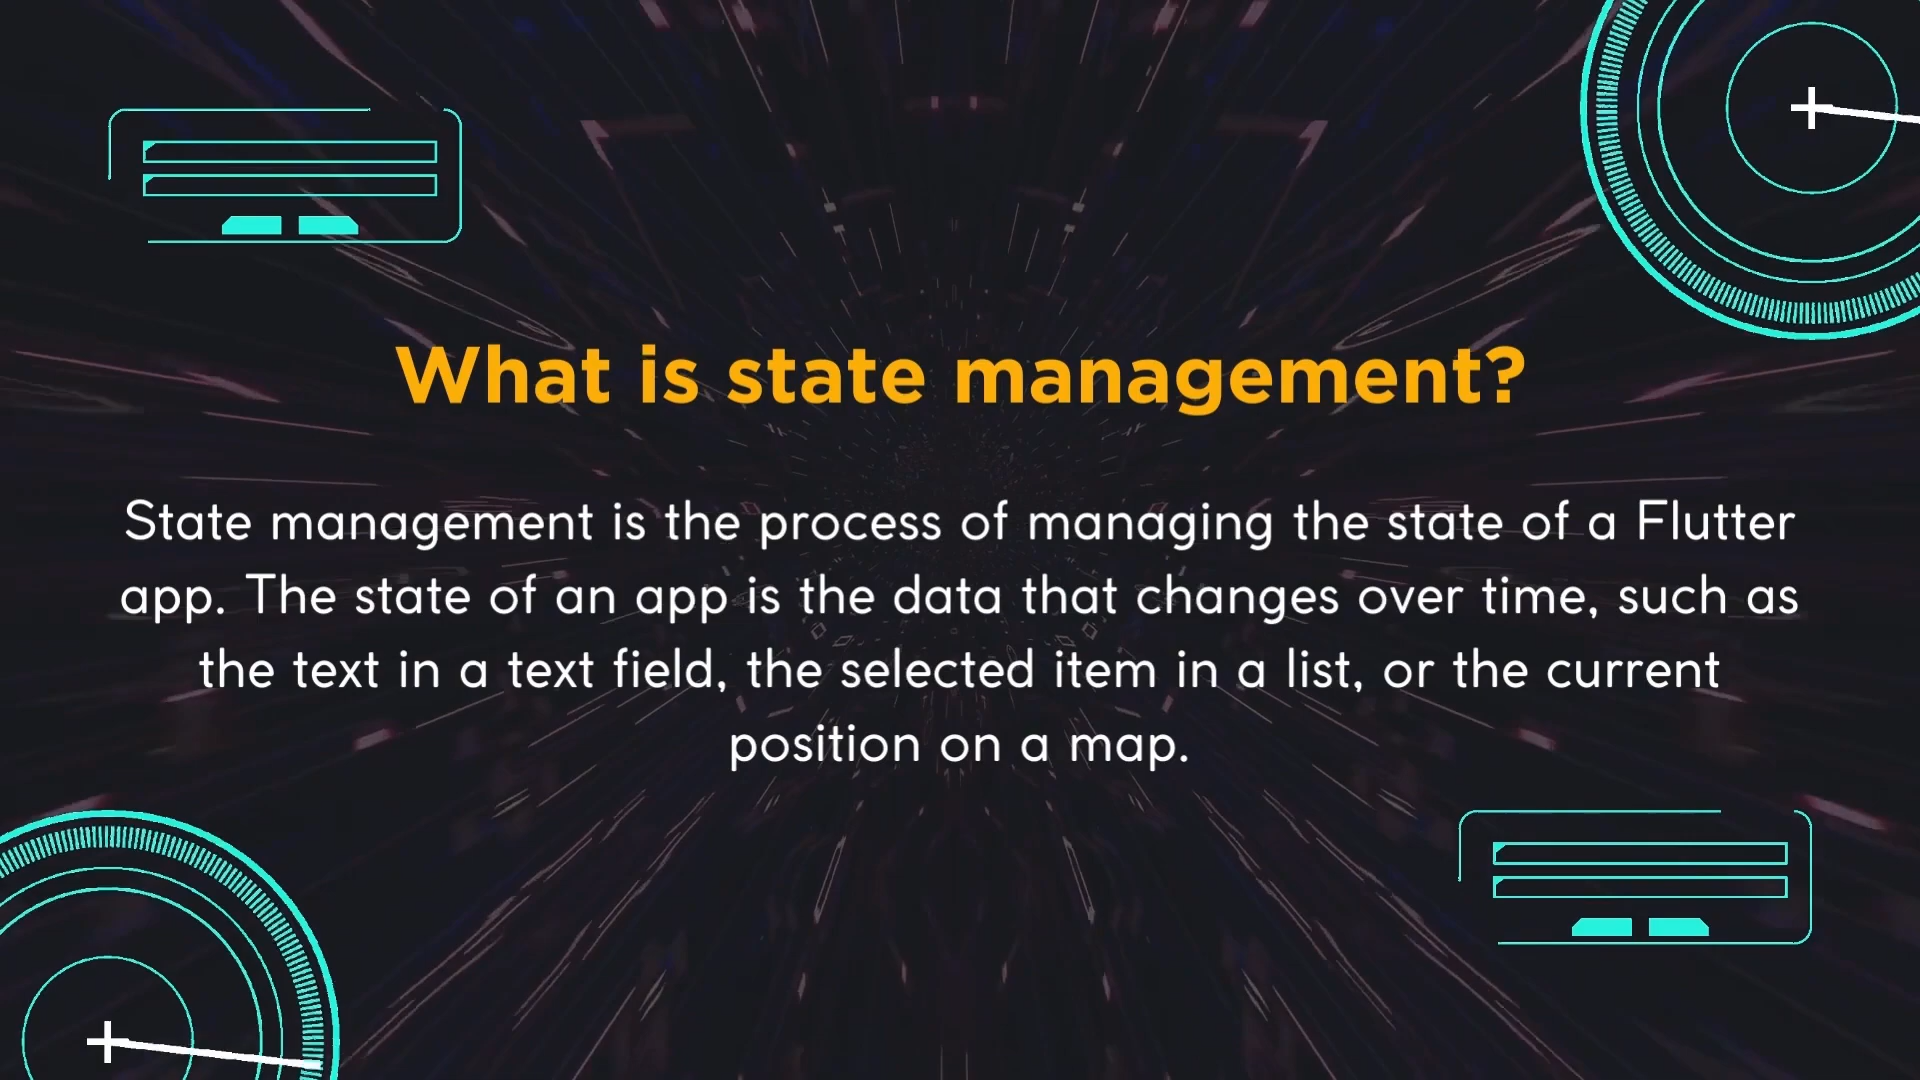 What is state management?
State management is the process of managing the state of a Flutter
app. The state of an app is the data that changes over time, such as
the text in a text field, the selected item in a list, or the current
position on a map.